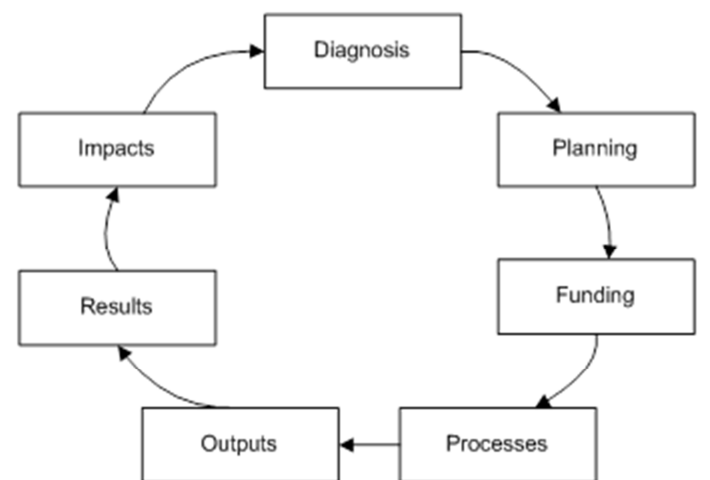 Diagnosis
Planning
Funding
Processes
Outputs
Results
Impacts